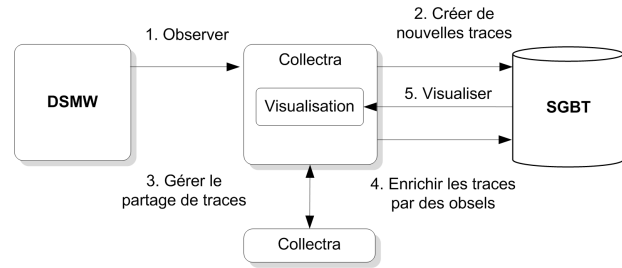 1. Observer
2. Créer de
nouvelles traces
DSMW
Collectra
Visualisation
5. Visualiser
SGBT
3. Gérer le
partage de traces
4. Enrichir les traces
par des obsels
Collectra